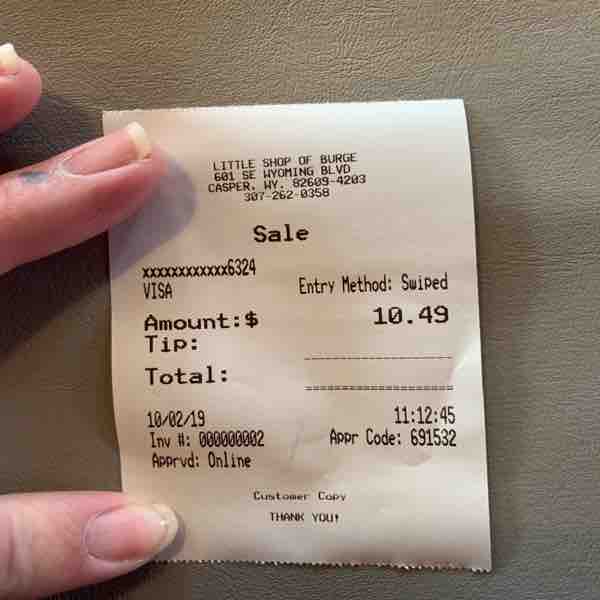 LITTLE SHOP OF BURGE
601 SE WYOMING BLVD
CASPER, WY. 82609-4203
307-262-0358
Sale
xxxxxxxxxxxx6324
VISA Entry Method: Swiped
Amount:$ 10.49
Tip:
Total:
10/02/19 11:12:45
Inv #: 000000002 Appr Code: 691532
Apprvd: Online
Customer Copy
THANK YOU!